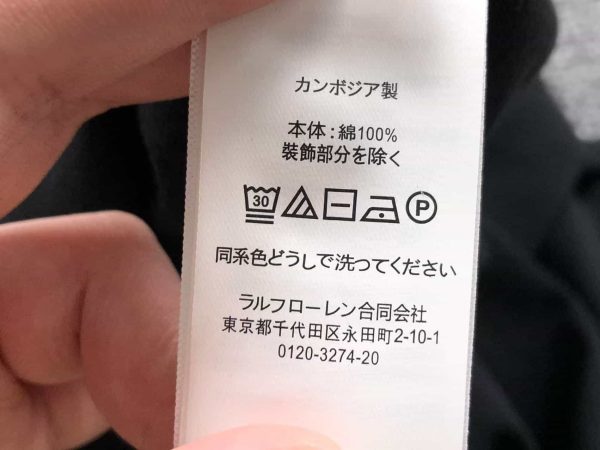 カンボジア製
本体:綿100%
装飾部分を除く
30 P
同系色どうしで洗ってください
ラルフローレン合同会社
東京都千代田区永田町2-10-1
0120-3274-20